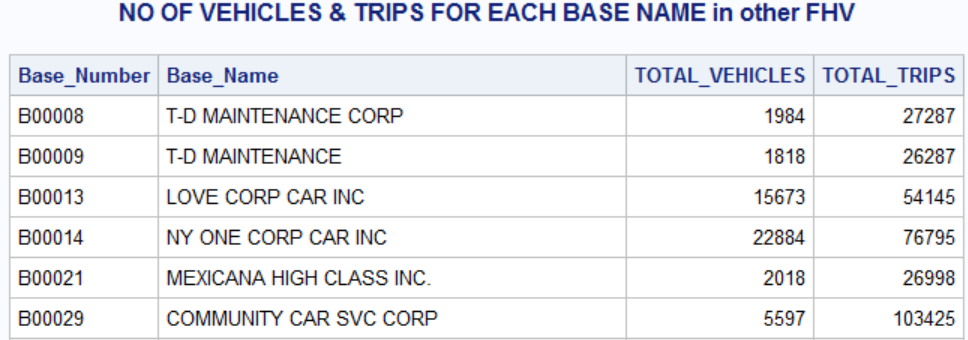 NO OF VEHICLES & TRIPS FOR EACH BASE NAME in other FHV
Base_Number Base_Name TOTAL_VEHICLES TOTAL_TRIPS
B00008 T-D MAINTENANCE CORP 1984 27287
B00009 T-D MAINTENANCE 1818 26287
B00013 LOVE CORP CAR INC 15673 54145
B00014 NY ONE CORP CAR INC 22884 76795
B00021 MEXICANA HIGH CLASS INC. 2018 26998
B00029 COMMUNITY CAR SVC CORP 5597 103425